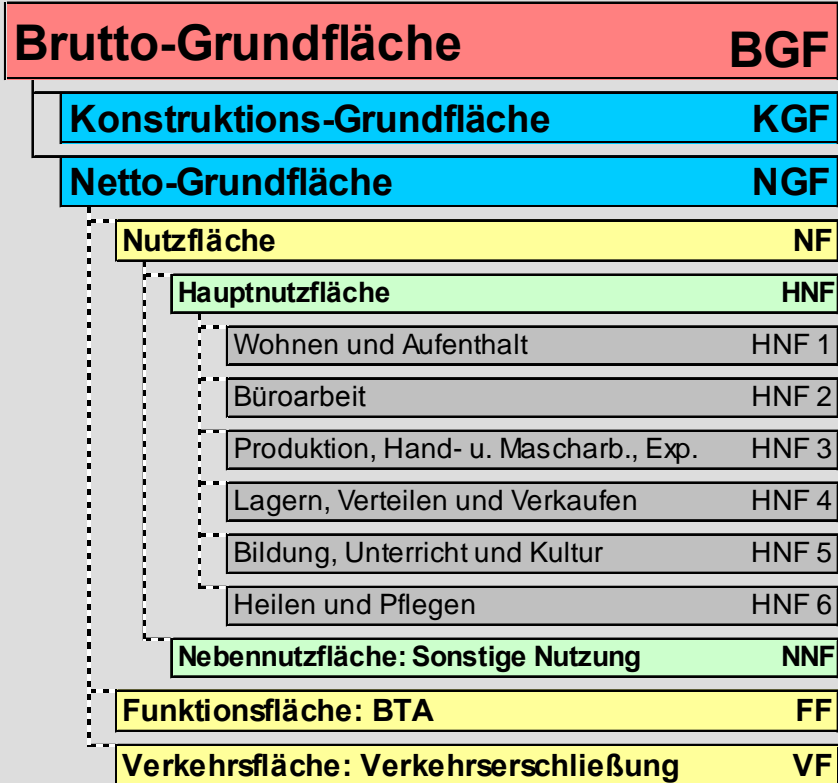 Brutto-Grundfläche BGF
Konstruktions-Grundfläche KGF
Netto-Grundfläche NGF
Nutzfläche NF
Hauptnutzfläche HNF
Wohnen und Aufenthalt HNF 1
Büroarbeit HNF 2
Produktion, Hand- u. Mascharb., Exp. HNF 3
Lagern, Verteilen und Verkaufen HNF 4
Bildung, Unterricht und Kultur HNF 5
Heilen und Pflegen HNF 6
Nebennutzfläche: Sonstige Nutzung NNF
Funktionsfläche: BTA FF
Verkehrsfläche: Verkehrserschließung VF